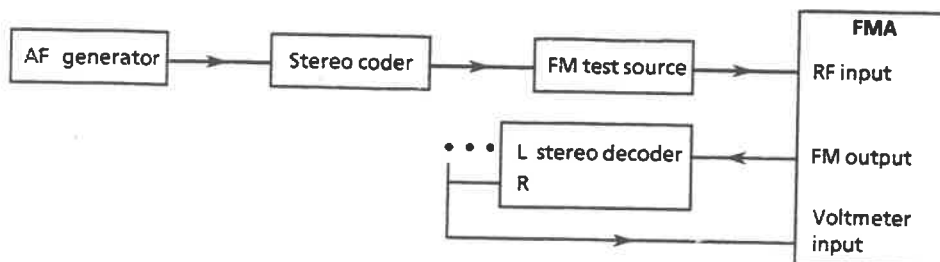 FMA
AF generator
Stereo coder
FM test source
RF input
L stereo decoder
FM output
R
Voltmeter
input